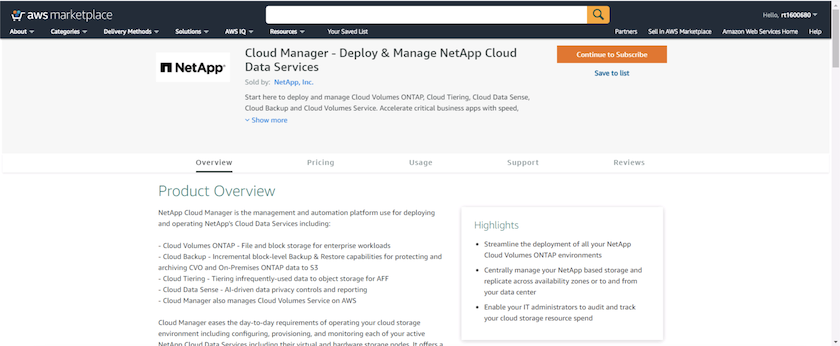 aws marketplace
Hello, rt1600680
About Categories Delivery Methods Solutions AWS IQ Resources Your Saved List Partners Sell in AWS Marketplace Amazon Web Services Home Help
NetApp
Cloud Manager - Deploy & Manage NetApp Cloud
Data Services
Sold by: NetApp, Inc.
Start here to deploy and manage Cloud Volumes ONTAP, Cloud Tiering, Cloud Data Sense,
Cloud Backup and Cloud Volumes Service. Accelerate critical business apps with speed,
Show more
Continue to Subscribe
Save to list
Overview Pricing Usage Support Reviews
Product Overview
NetApp Cloud Manager is the management and automation platform use for deploying
and operating NetApp's Cloud Data Services including:
- Cloud Volumes ONTAP - File and block storage for enterprise workloads
- Cloud Backup - Incremental block-level Backup & Restore capabilities for protecting and
archiving CVO and On-Premises ONTAP data to S3
- Cloud Tiering - Tiering infrequently-used data to object storage for AFF
- Cloud Data Sense - AI-driven data privacy controls and reporting
- Cloud Manager also manages Cloud Volumes Service on AWS
Cloud Manager eases the day-to-day requirements of operating your cloud storage
environment including configuring, provisioning, and monitoring each of your active
NetApp Cloud Data Services including their virtual and hardware storage nodes. It offers a
Highlights
• Streamline the deployment of all your NetApp
Cloud Volumes ONTAP environments
• Centrally manage your NetApp based storage and
replicate across availability zones or to and from
your data center
• Enable your IT administrators to audit and track
your cloud storage resource spend